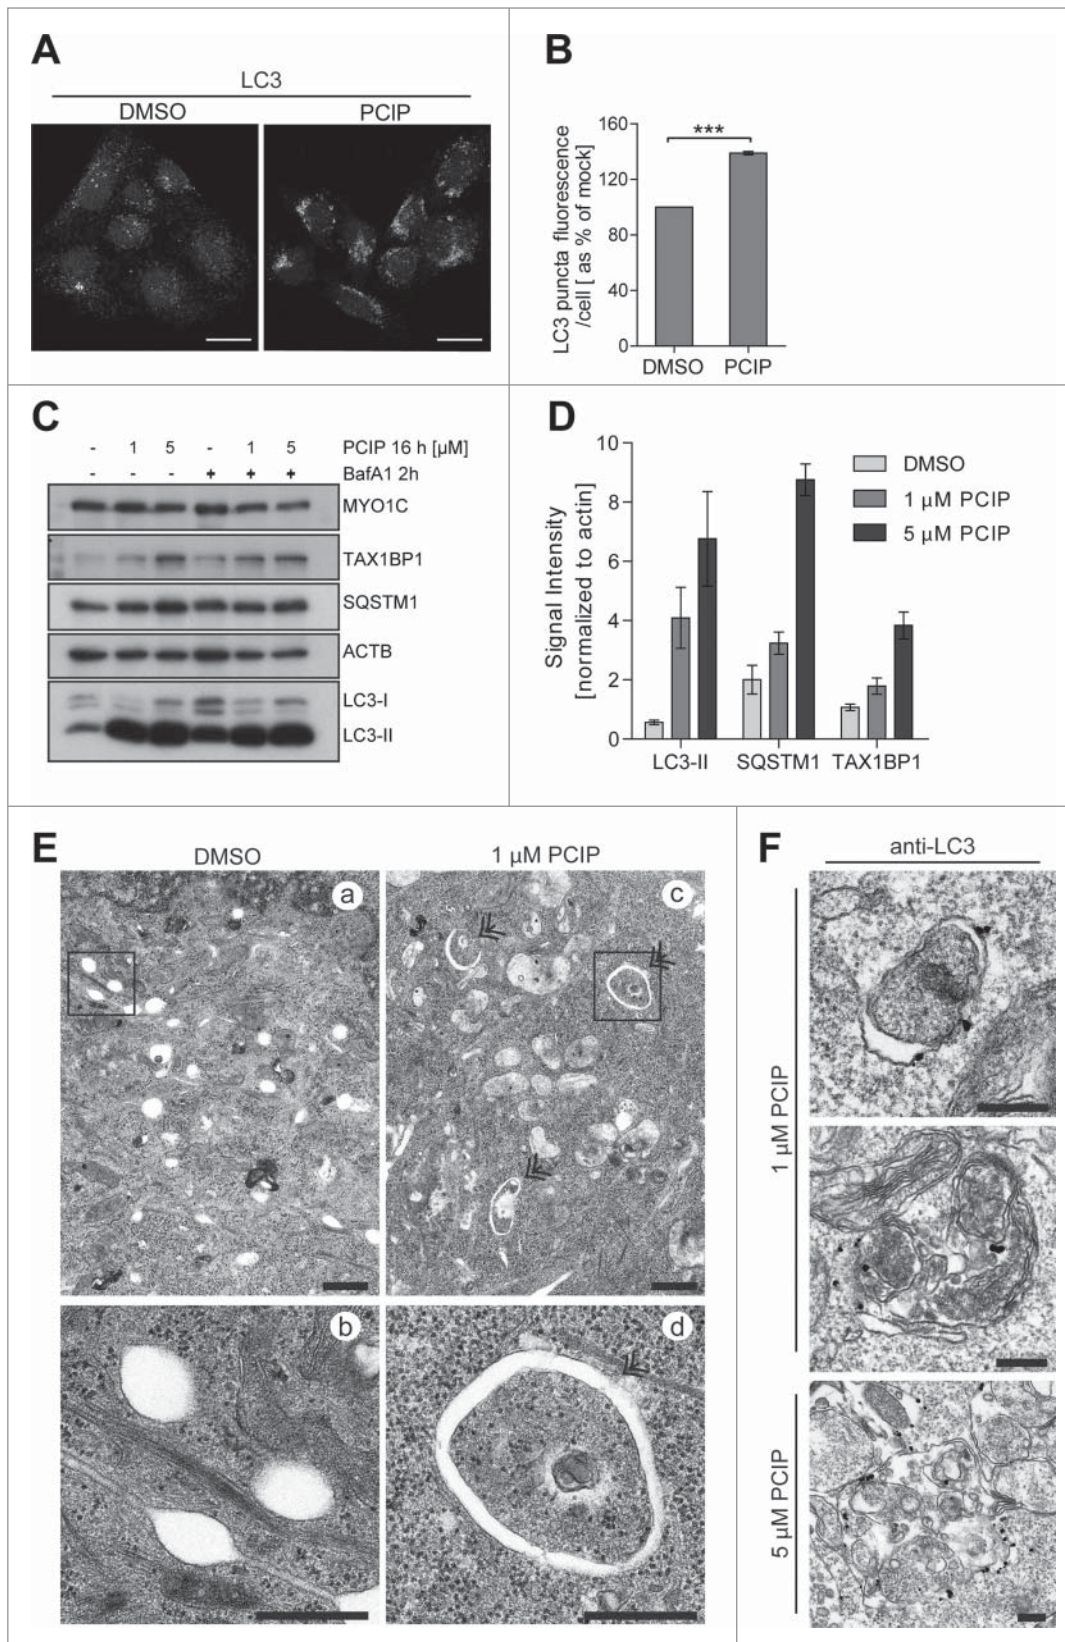 A
LC3
DMSO PCIP
B
LC3 puncta fluorescence
/cell [ as % of mock]
160
120
80
40
0
***
DMSO PCIP
C
- 1 5 - 1 5 PCIP 16 h [µM]
- - - + + + BafA1 2h
MYO1C
TAX1BP1
SQSTM1
ACTB
LC3-I
LC3-II
D
Signal Intensity
[normalized to actin]
10
8
6
4
2
0
DMSO
1 µM PCIP
5 µM PCIP
LC3-II SQSTM1 TAX1BP1
E
DMSO 1 µM PCIP
a c
b d
F
anti-LC3
1 µM PCIP
5 µM PCIP